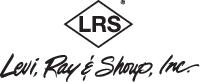 LRS®
Levi, Ray & Shoup, Inc.